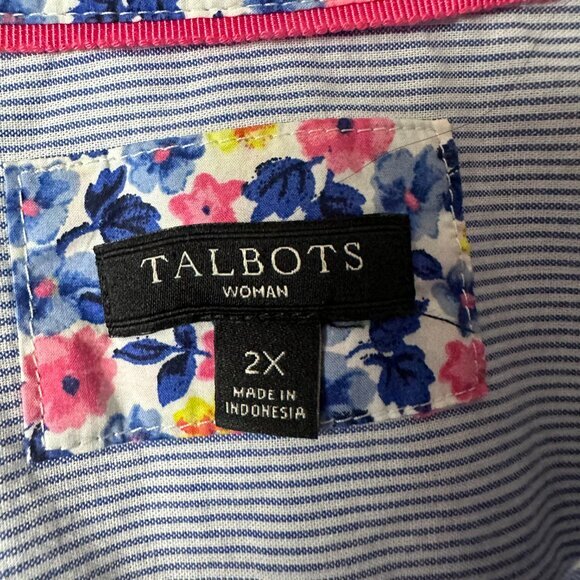 TALBOTS
WOMAN
2X
MADE IN
INDONESIA